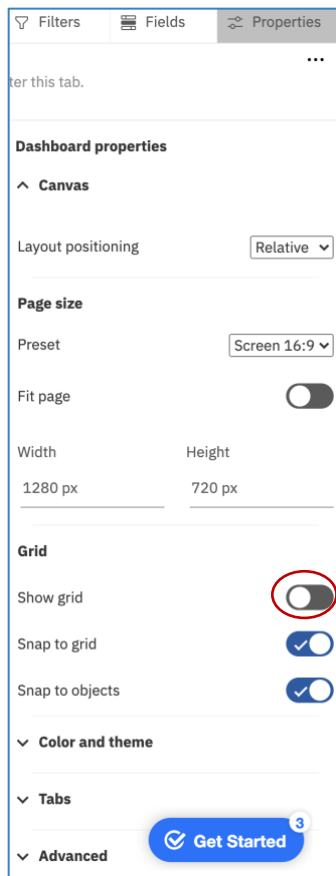 Filters Fields Properties
...
ter this tab.
Dashboard properties
Canvas
Layout positioning Relative
Page size
Preset Screen 16:9
Fit page
Width Height
1280 px 720 px
Grid
Show grid
Snap to grid
Snap to objects
Color and theme
Tabs
3
Get Started
Advanced